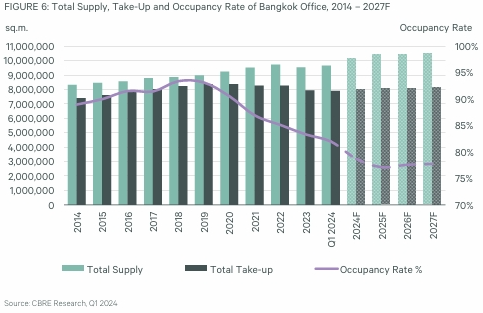 FIGURE 6: Total Supply, Take-Up and Occupancy Rate of Bangkok Office, 2014 – 2027F
sq.m. Occupancy Rate
11,000,000 100%
10,000,000
9,000,000 95%
8,000,000
7,000,000 90%
6,000,000
5,000,000 85%
4,000,000
3,000,000 80%
2,000,000 75%
1,000,000
0 70%
2014 2015 2016 2017 2018 2019 2020 2021 2022 2023 Q1 2024 2024F 2025F 2026F 2027F
Total Supply Total Take-up Occupancy Rate %
Source: CBRE Research, Q1 2024